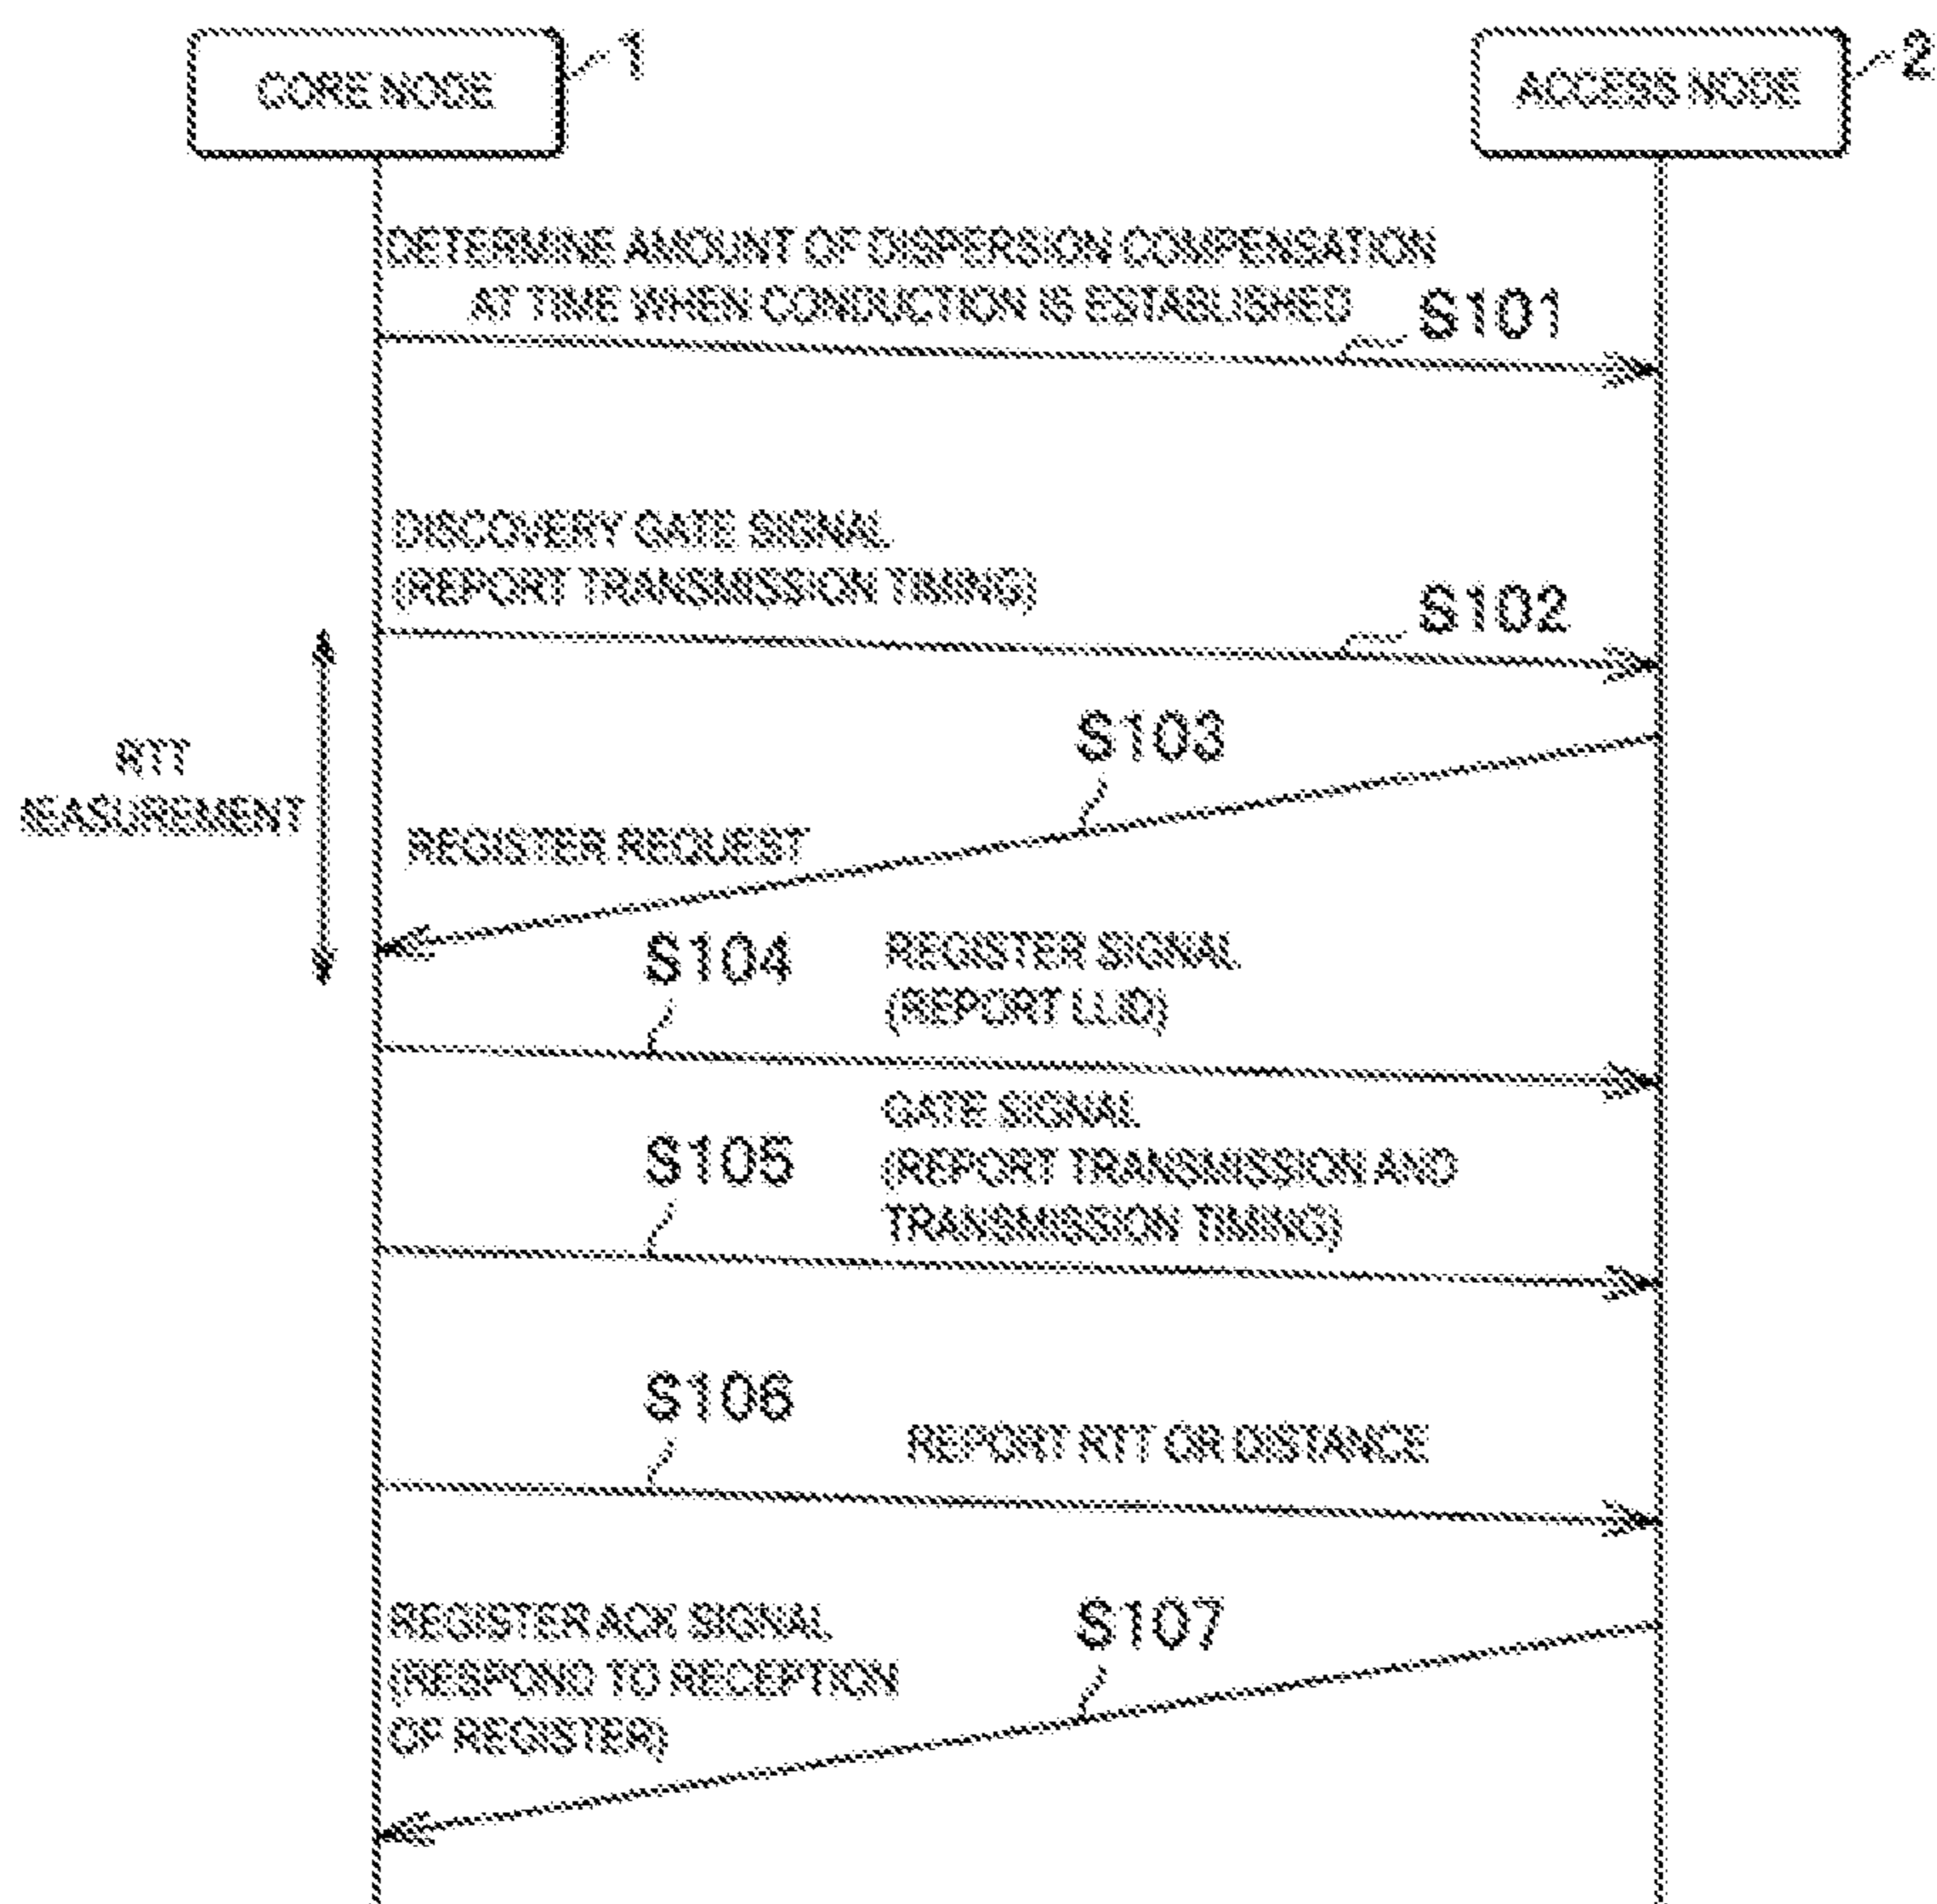 CORE NODE
1
ACCESS NODE
2
DETERMINE AMOUNT OF DISPERSION COMPENSATION
AT TIME WHEN CONDUCTION IS ESTABLISHED
S101
DISCOVERY GATE SIGNAL
(REPORT TRANSMISSION TIMING)
S102
RTT
MEASUREMENT
S103
REGISTER REQUEST
S104
REGISTER SIGNAL
(REPORT LLID)
S105
GATE SIGNAL
(REPORT TRANSMISSION AND
TRANSMISSION TIMING)
S106
REPORT RTT OR DISTANCE
REGISTER ACK SIGNAL
(RESPOND TO RECEPTION
OF REGISTER)
S107